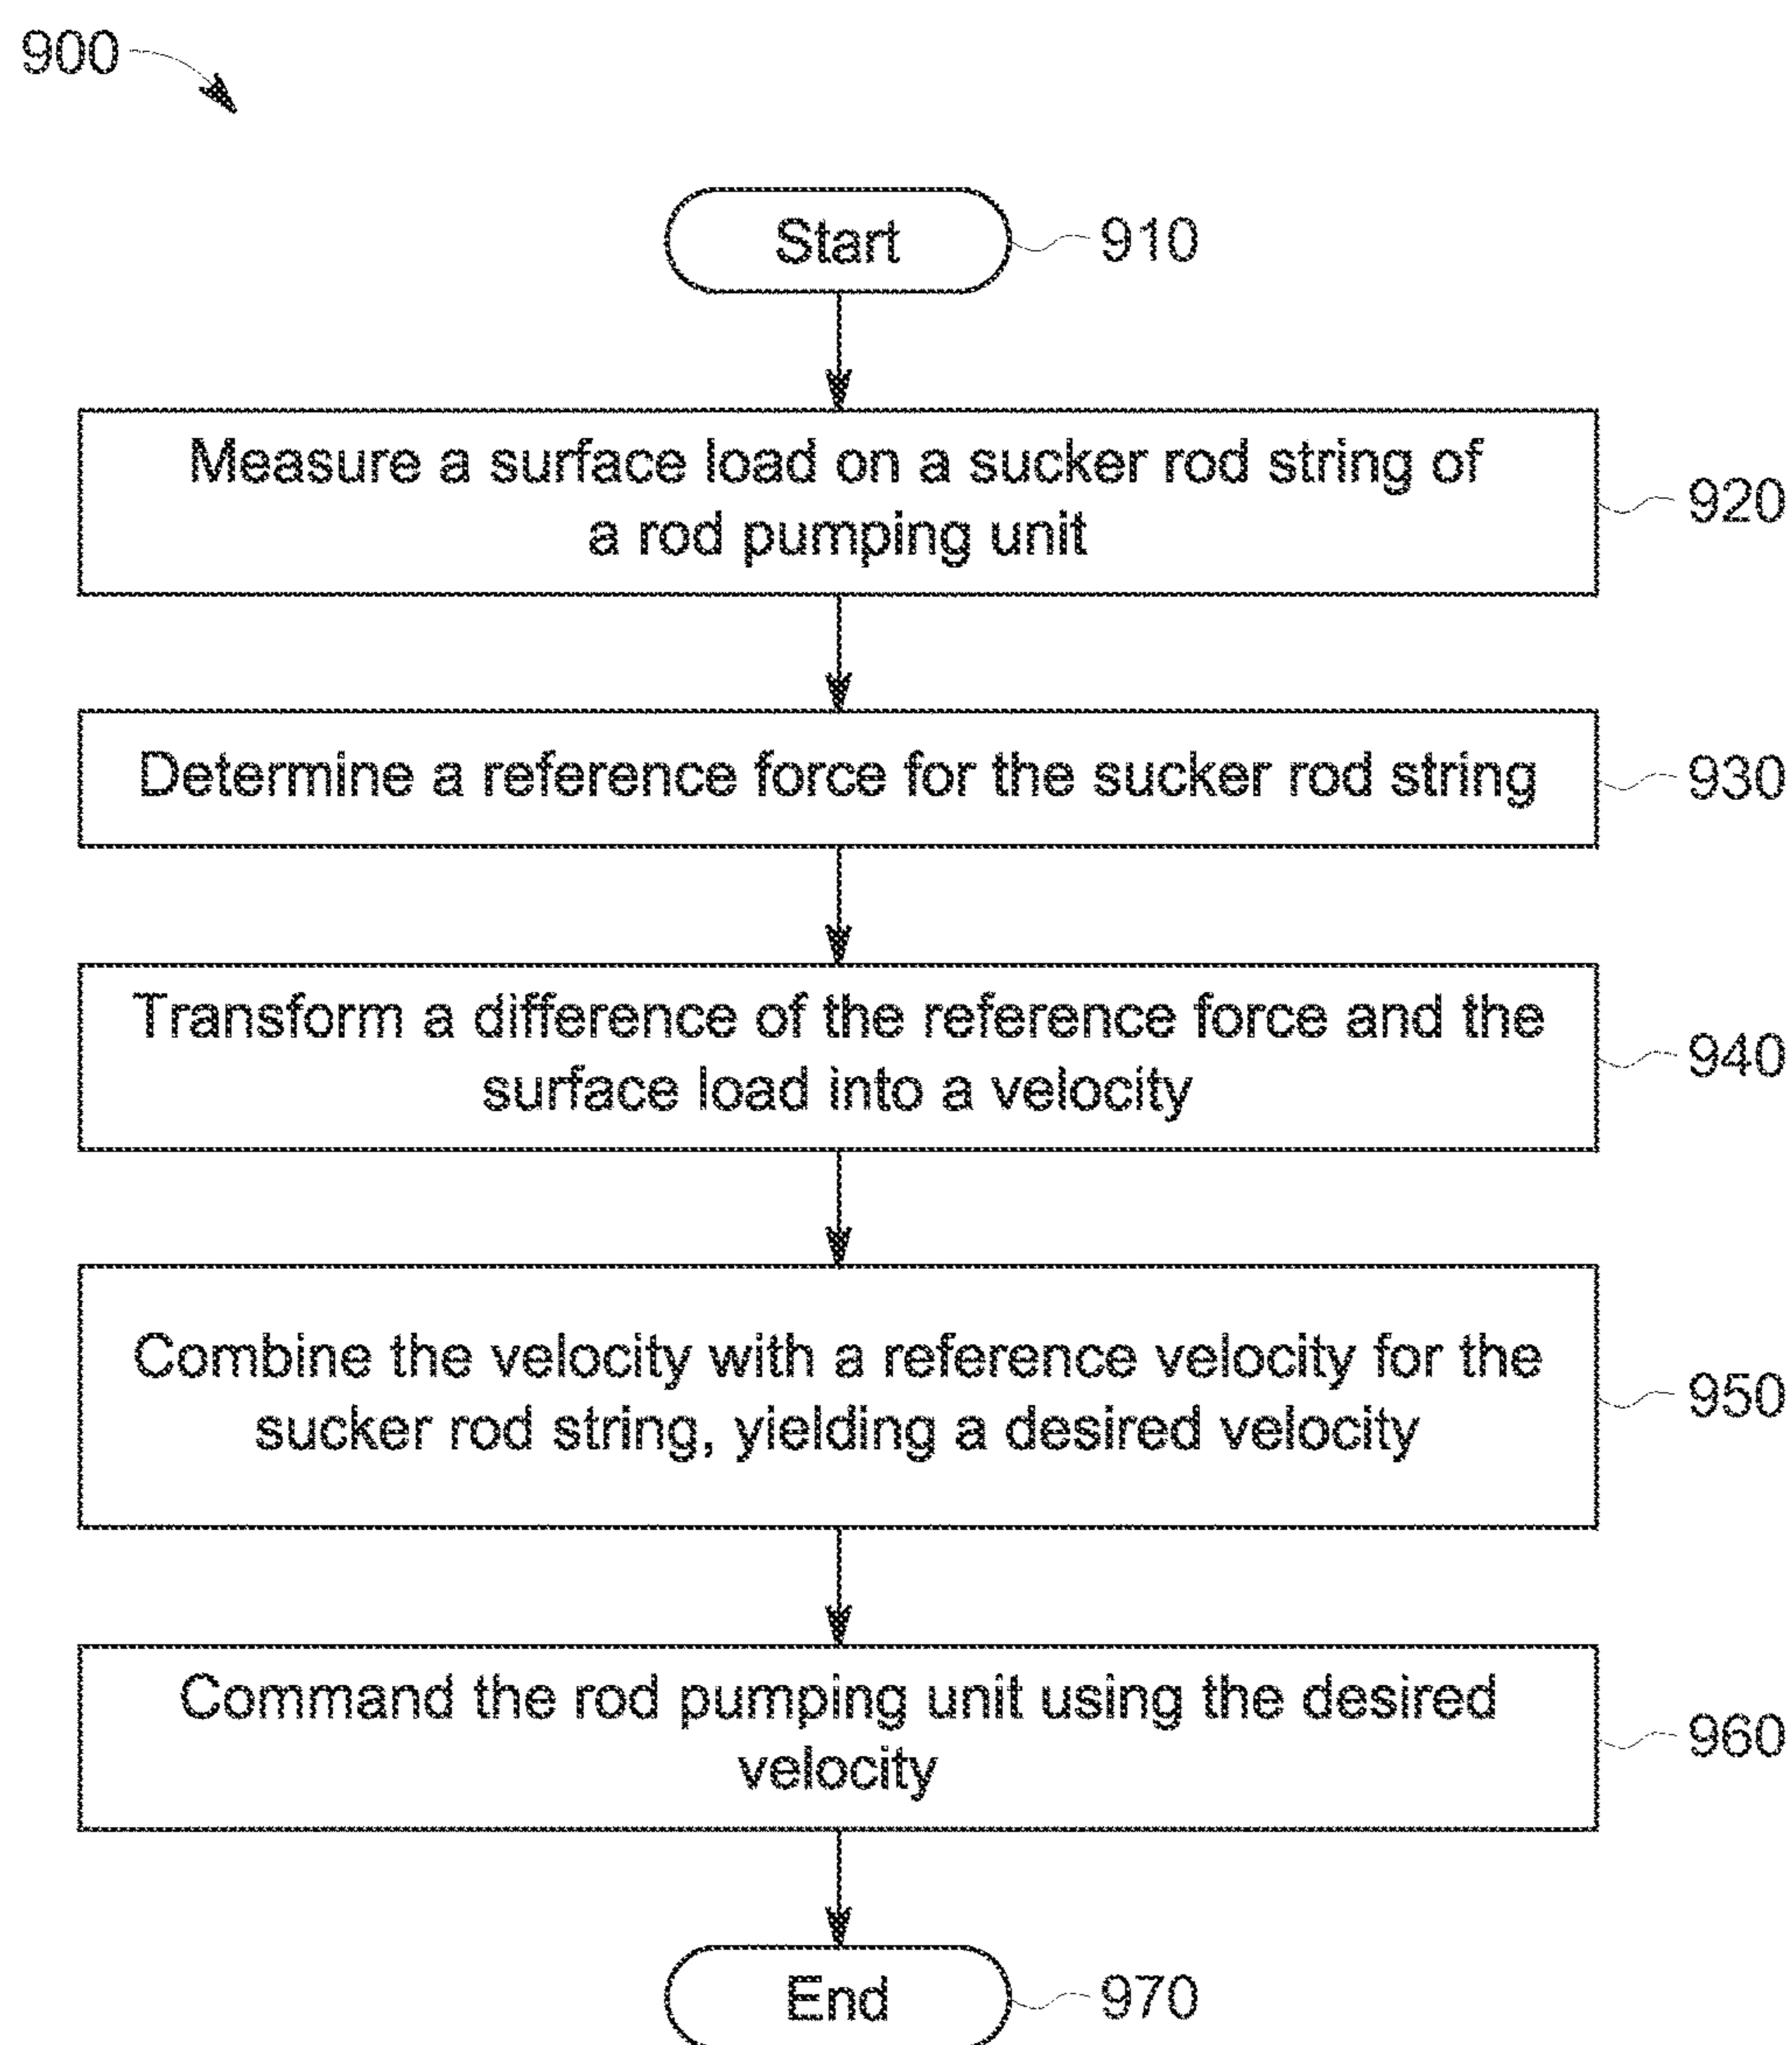 900
Start
910
Measure a surface load on a sucker rod string of
a rod pumping unit
920
Determine a reference force for the sucker rod string
930
Transform a difference of the reference force and the
surface load into a velocity
940
Combine the velocity with a reference velocity for the
sucker rod string, yielding a desired velocity
950
Command the rod pumping unit using the desired
velocity
960
End
970